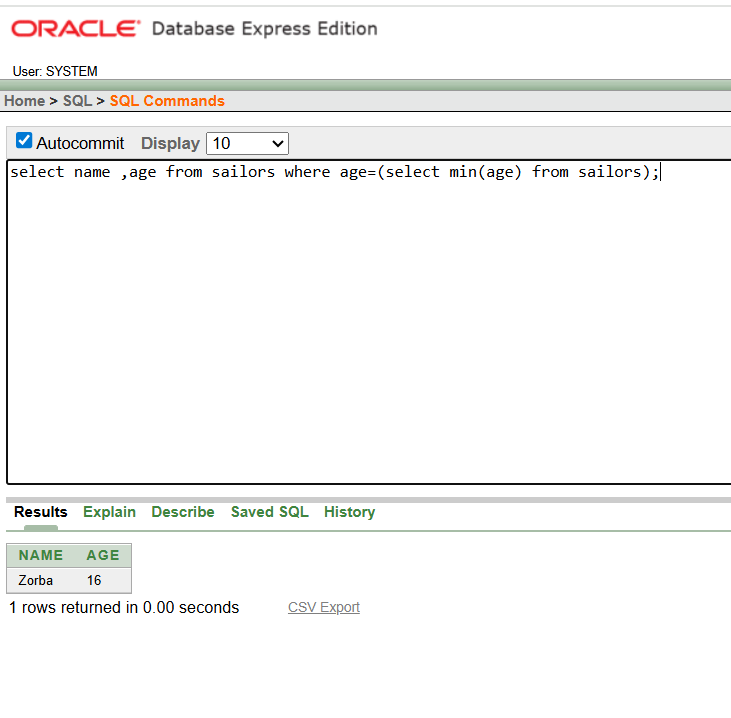 ORACLE® Database Express Edition
User: SYSTEM
Home > SQL > SQL Commands
Autocommit Display 10
select name ,age from sailors where age=(select min(age) from sailors);
Results Explain Describe Saved SQL History
NAME AGE
Zorba 16
1 rows returned in 0.00 seconds CSV Export